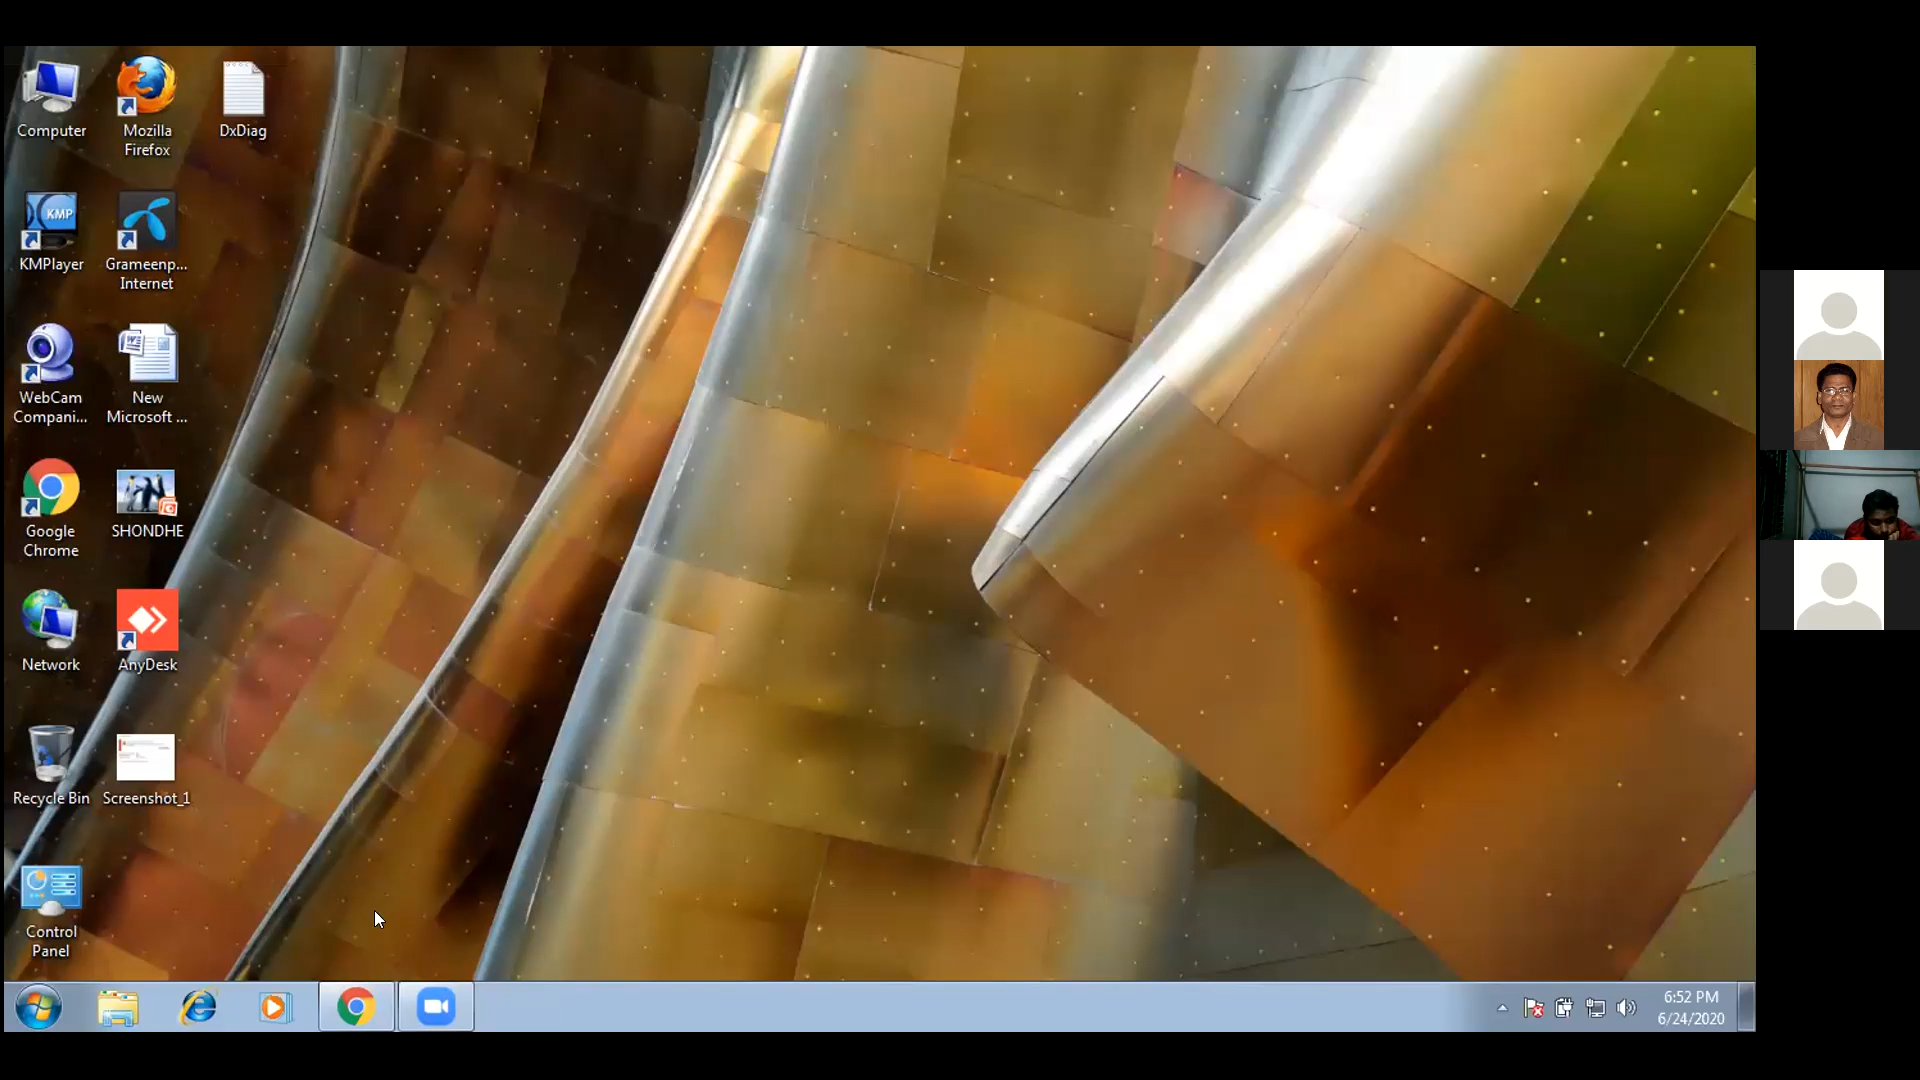 Computer
Mozilla
Firefox
DxDiag
KMP
KMPlayer
Grameenp...
Internet
WebCam
Compani...
New
Microsoft ...
Google
Chrome
SHONDHE
Network
AnyDesk
Recycle Bin
Screenshot_1
Control
Panel
6:52 PM
6/24/2020